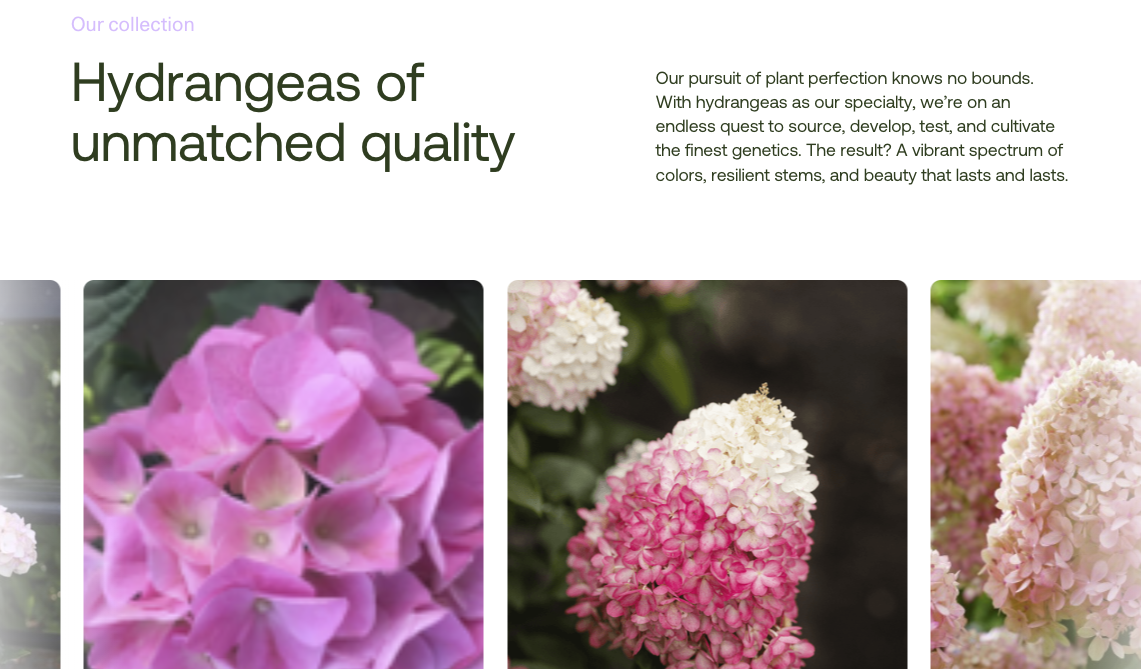 Our collection
Hydrangeas of
unmatched quality
Our pursuit of plant perfection knows no bounds.
With hydrangeas as our specialty, we’re on an
endless quest to source, develop, test, and cultivate
the finest genetics. The result? A vibrant spectrum of
colors, resilient stems, and beauty that lasts and lasts.